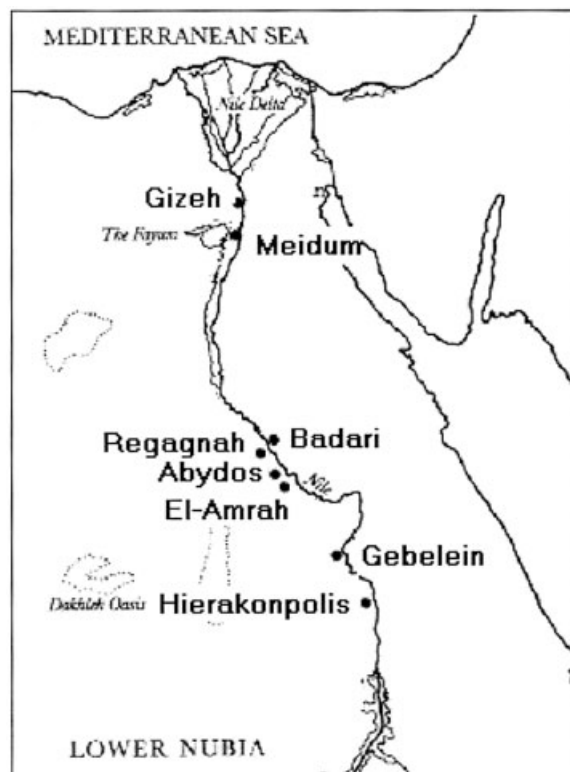 MEDITERRANEAN SEA
Nile Delta
Gizeh
The Fayum
Meidum
Regagnah
Badari
Abydos
El-Amrah
Nile
Gebelein
Dakhleh Oasis
Hierakonpolis
LOWER NUBIA